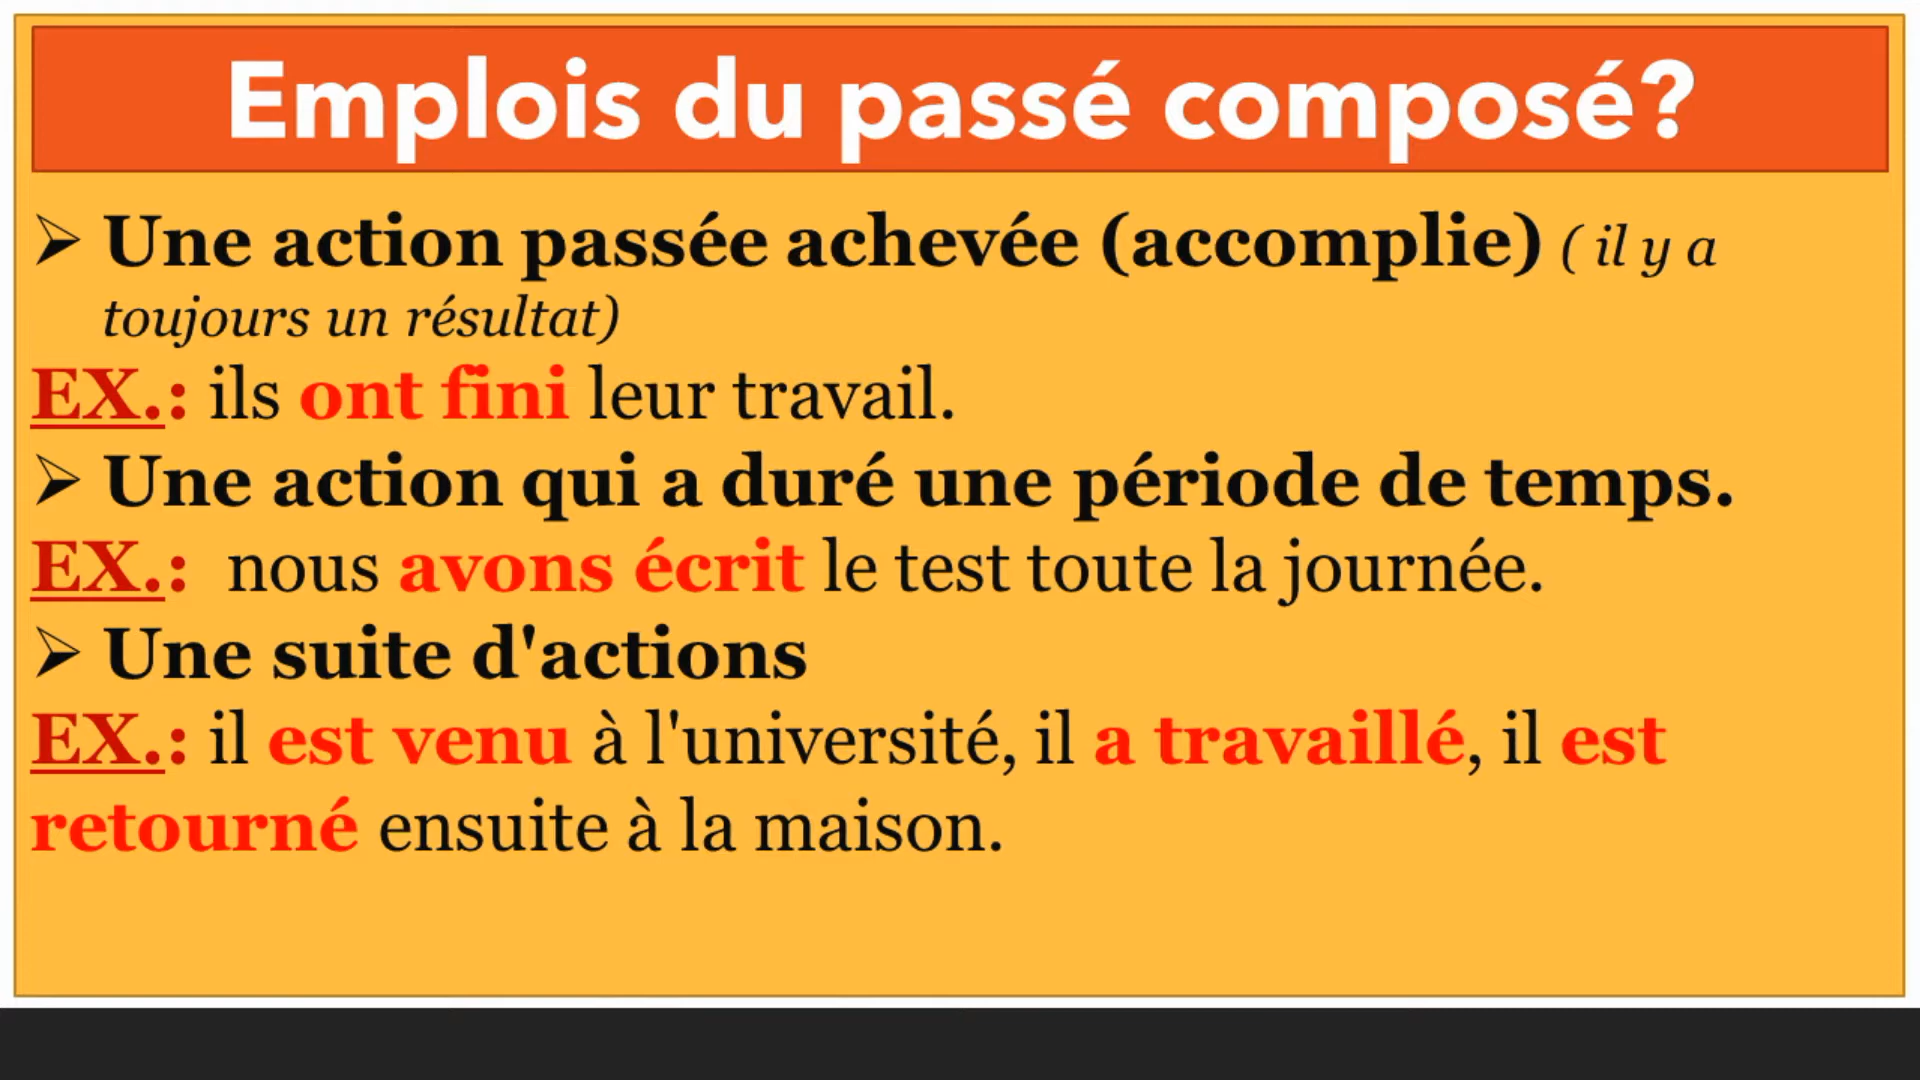 Emplois du passé composé?
➢ Une action passée achevée (accomplie) ( il y a
toujours un résultat)
EX.: ils ont fini leur travail.
➢ Une action qui a duré une période de temps.
EX.: nous avons écrit le test toute la journée.
➢ Une suite d'actions
EX.: il est venu à l'université, il a travaillé, il est
retourné ensuite à la maison.